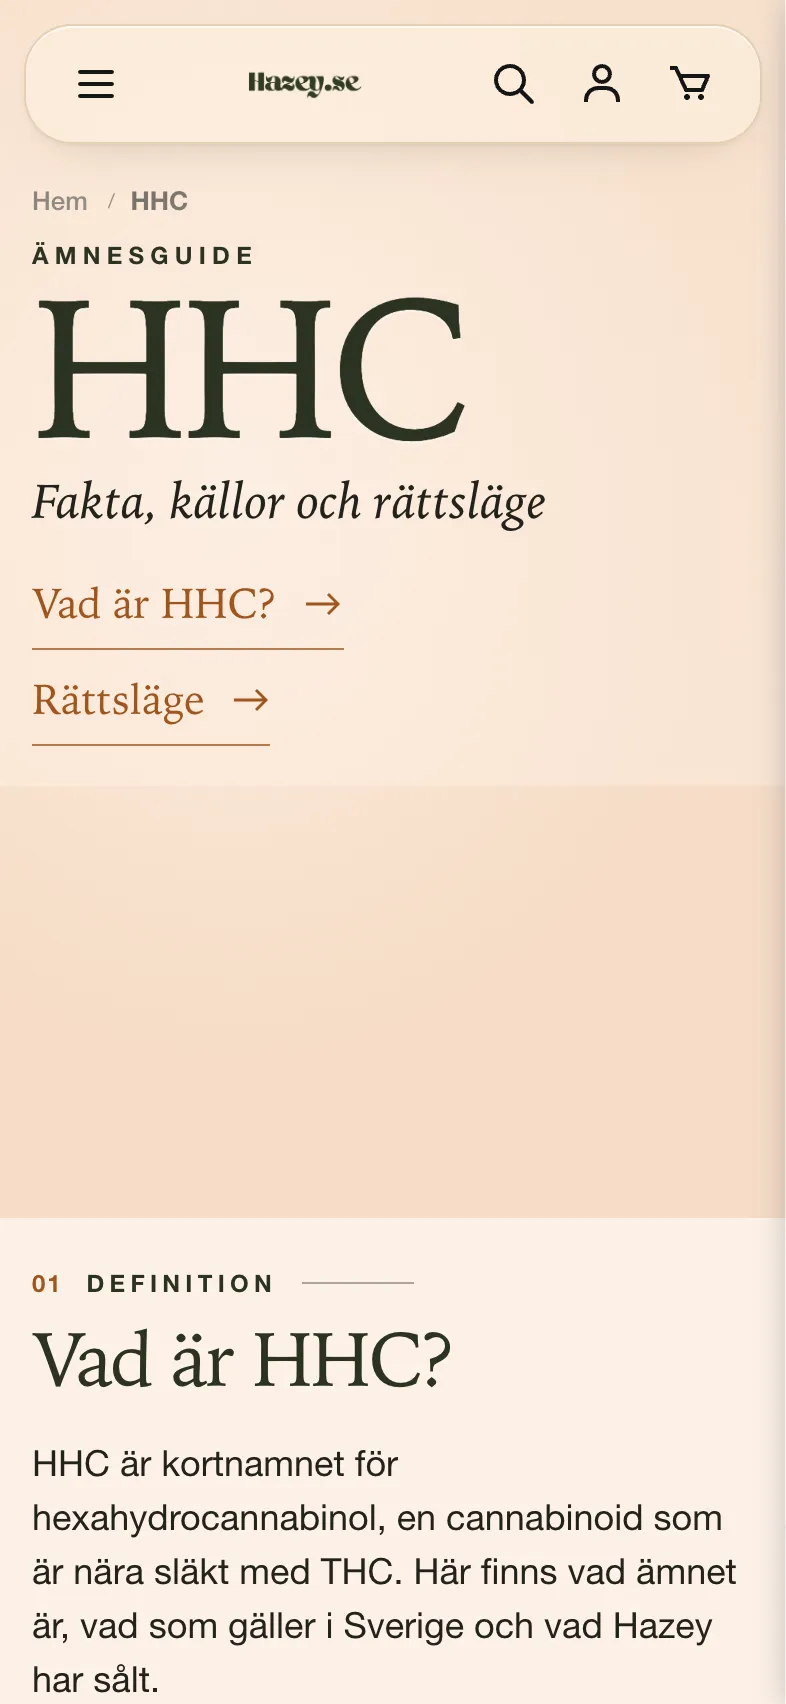 Hazey.se
Hem / HHC
ÄMNESGUIDE
HHC
Fakta, källor och rättsläge
Vad är HHC? →
Rättsläge →
01 DEFINITION
Vad är HHC?
HHC är kortnamnet för
hexahydrocannabinol, en cannabinoid som
är nära släkt med THC. Här finns vad ämnet
är, vad som gäller i Sverige och vad Hazey
har sålt.